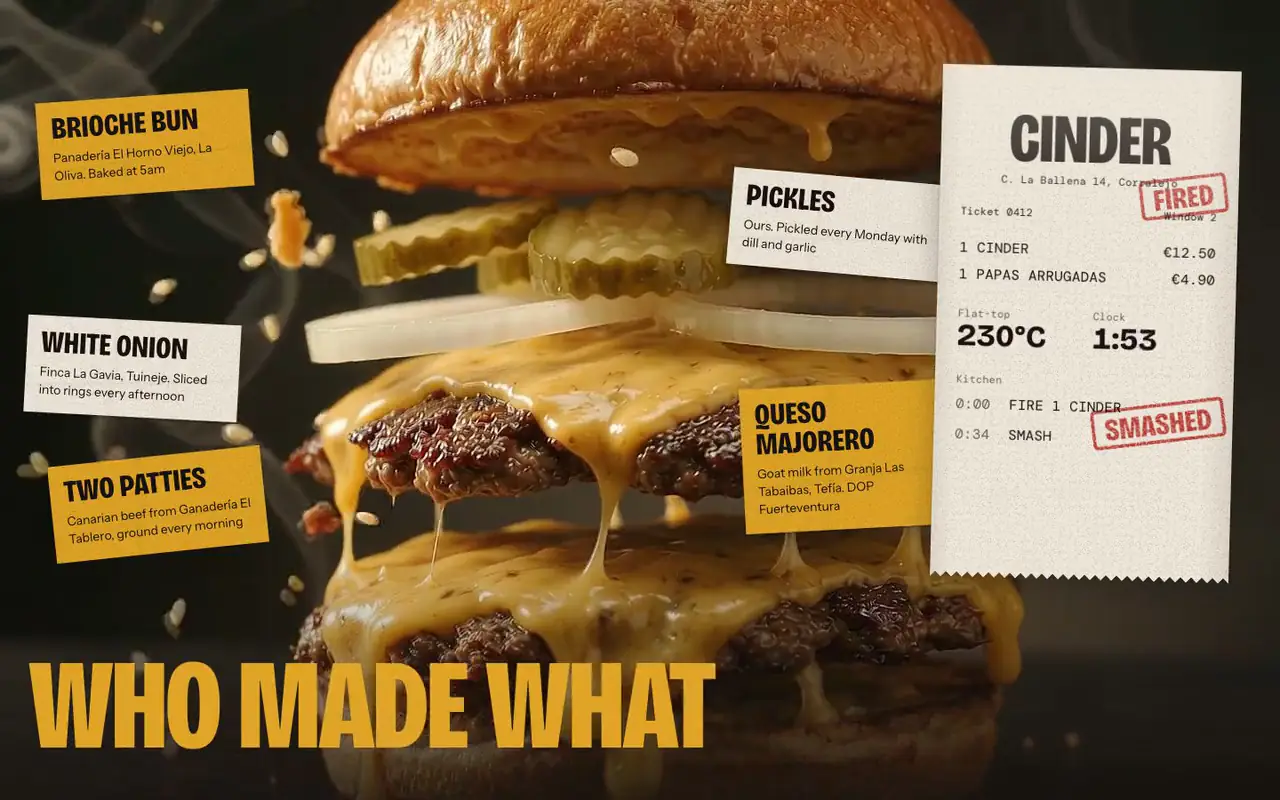 BRIOCHE BUN
Panadería El Horno Viejo, La
Oliva. Baked at 5am
WHITE ONION
Finca La Gavia, Tuineje. Sliced
into rings every afternoon
TWO PATTIES
Canarian beef from Ganadería El
Tablero, ground every morning
PICKLES
Ours. Pickled every Monday with
dill and garlic
QUESO
MAJORERO
Goat milk from Granja Las
Tabaibas, Tefía. DOP
Fuerteventura
CINDER
C. La Ballena 14, Corralejo
FIRED
Ticket 0412
Window 2
1 CINDER €12.50
1 PAPAS ARRUGADAS €4.90
Flat-top Clock
230°C 1:53
Kitchen
0:00 FIRE 1 CINDER
0:34 SMASH
SMASHED
WHO MADE WHAT